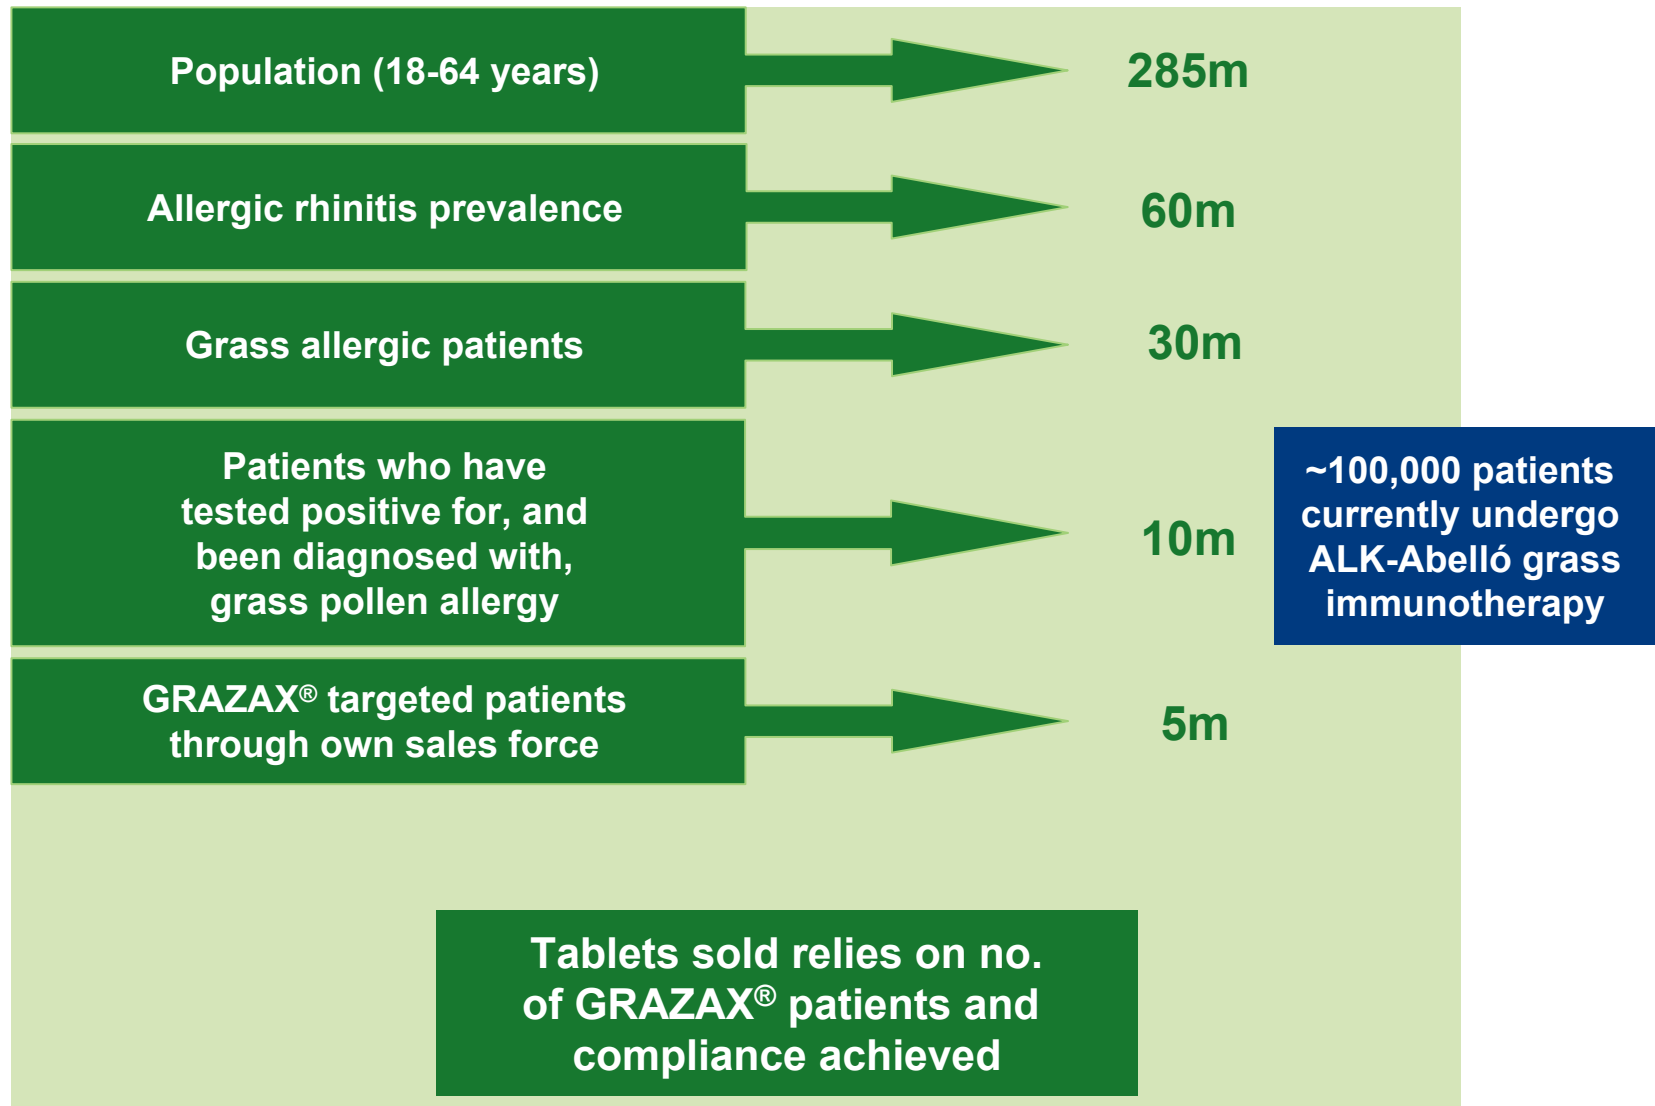 Population (18-64 years)
285m
Allergic rhinitis prevalence
60m
Grass allergic patients
30m
Patients who have
tested positive for, and
been diagnosed with,
grass pollen allergy
10m
~100,000 patients
currently undergo
ALK-Abelló grass
immunotherapy
GRAZAX® targeted patients
through own sales force
5m
Tablets sold relies on no.
of GRAZAX® patients and
compliance achieved